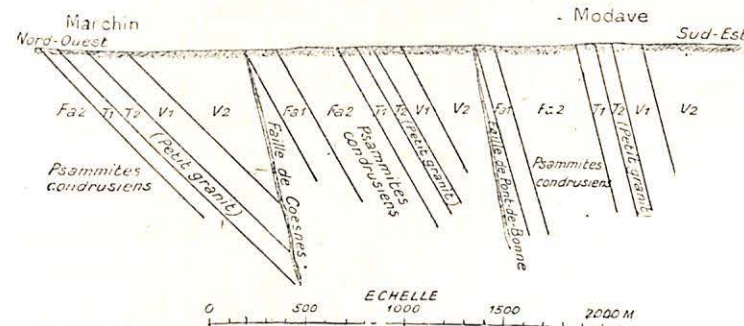 Marchin
Modave
Nord-Ouest
Sud-Est
Fa2 T1 T2 V1 V2 Fa1 Fa2 T1 T2 V1 V2 Fa1 Fa2 T1 T2 V1 V2
Psammites
condrusiens
(Petit granit)
Faille de Coesnes
Psammites
condrusiens
(Petit granit)
Faille de Pont-de-Bonne
Psammites
condrusiens
(Petit granit)
ECHELLE
0 500 1000 1500 2000 M